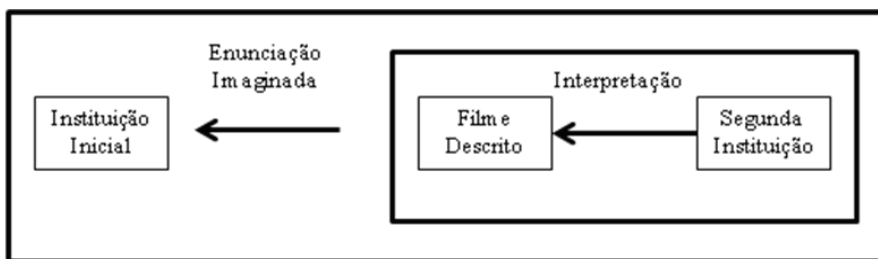 Enunciação
Imaginada
Interpretação
Instituição
Inicial
Filme
Descrito
Segunda
Instituição